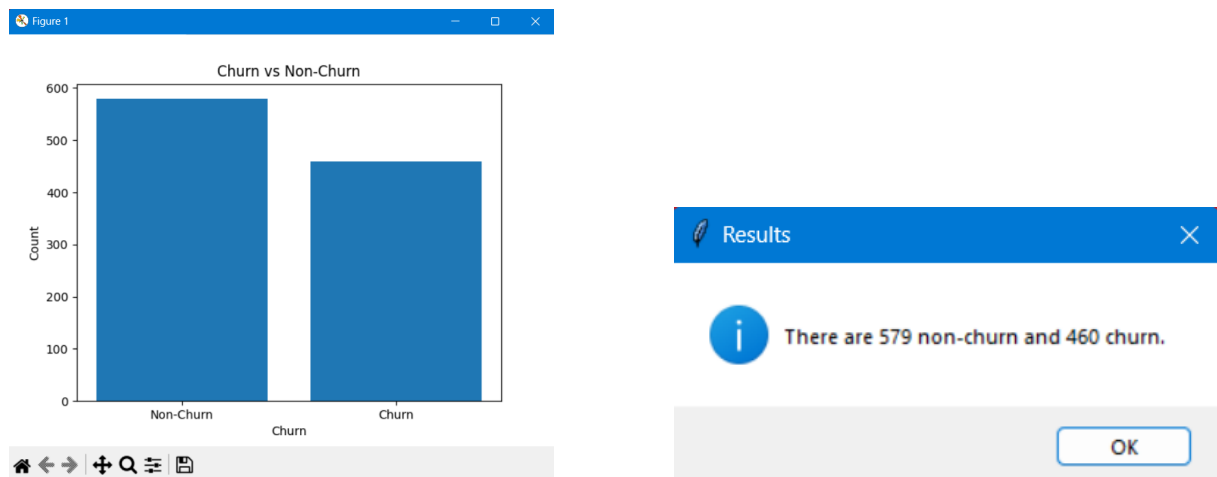 Figure 1
Churn vs Non-Churn
600
500
400
300
200
100
0
Count
Non-Churn Churn
Churn
Results
There are 579 non-churn and 460 churn.
OK